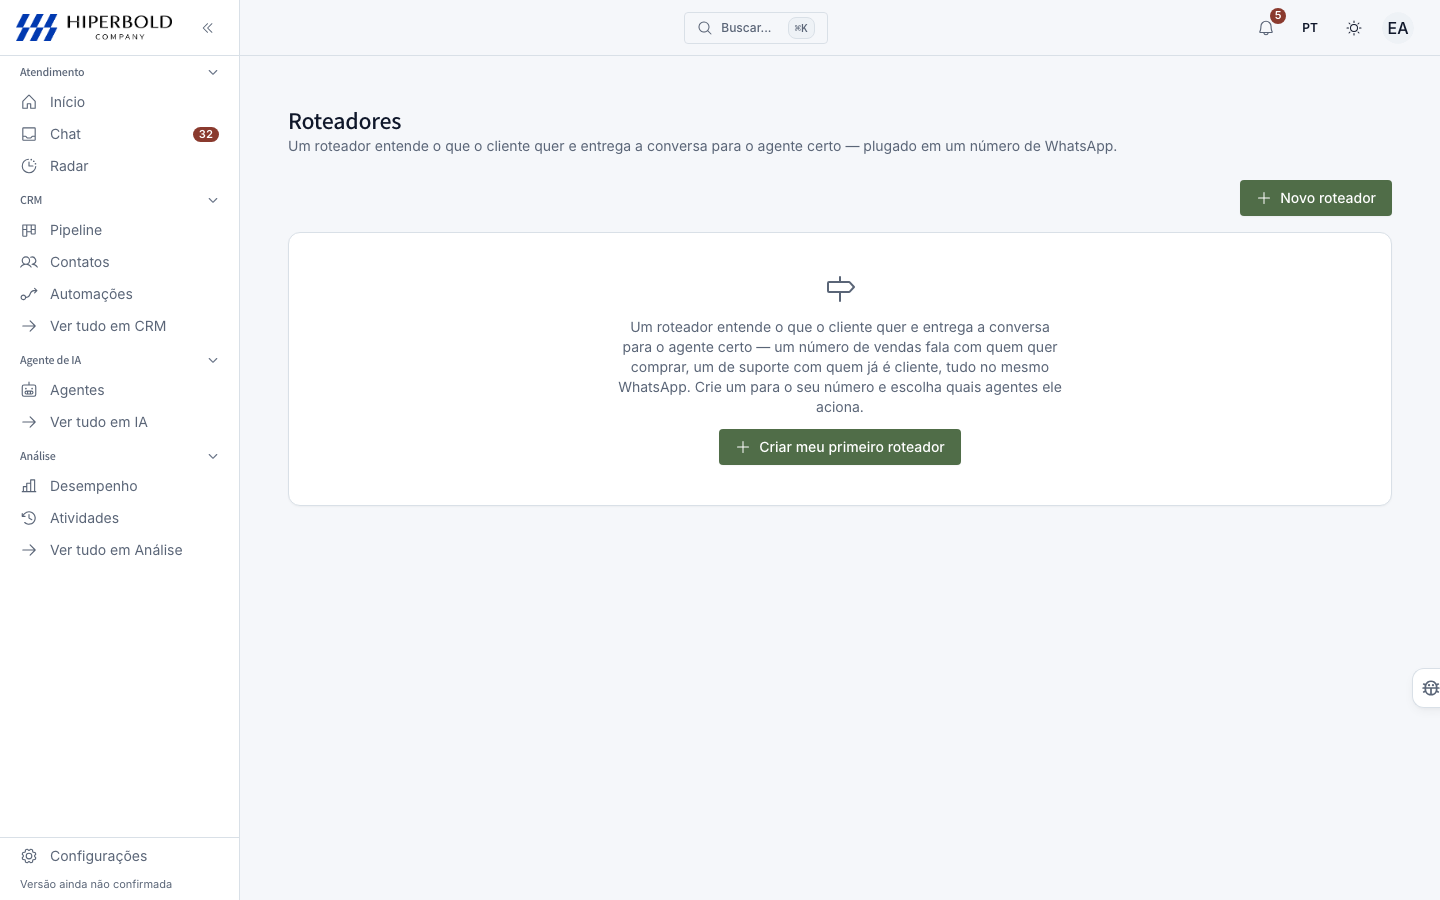 HIPERBOLD
COMPANY
Buscar...
⌘K
5
PT
EA
Atendimento
Início
Chat
32
Radar
CRM
Pipeline
Contatos
Automações
Ver tudo em CRM
Agente de IA
Agentes
Ver tudo em IA
Análise
Desempenho
Atividades
Ver tudo em Análise
Configurações
Versão ainda não confirmada
Roteadores
Um roteador entende o que o cliente quer e entrega a conversa para o agente certo — plugado em um número de WhatsApp.
Novo roteador
Um roteador entende o que o cliente quer e entrega a conversa
para o agente certo — um número de vendas fala com quem quer
comprar, um de suporte com quem já é cliente, tudo no mesmo
WhatsApp. Crie um para o seu número e escolha quais agentes ele
aciona.
Criar meu primeiro roteador